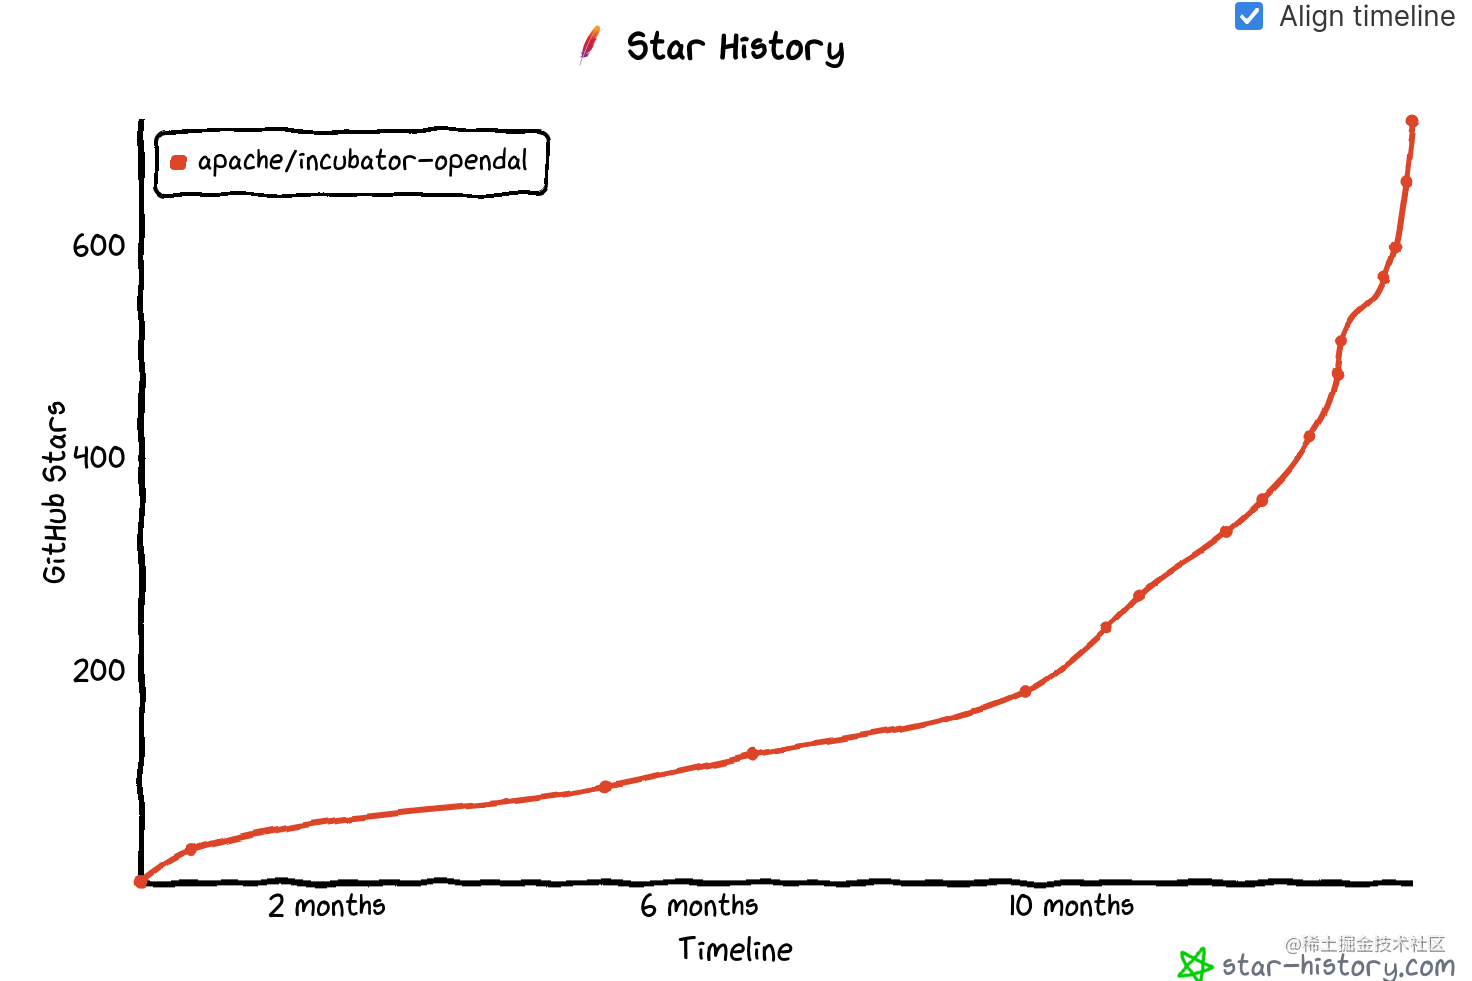 Align timeline
Star History
apache/incubator-opendal
600
400
200
GitHub Stars
2 months
6 months
10 months
Timeline
@稀土掘金技术社区
star-history.com